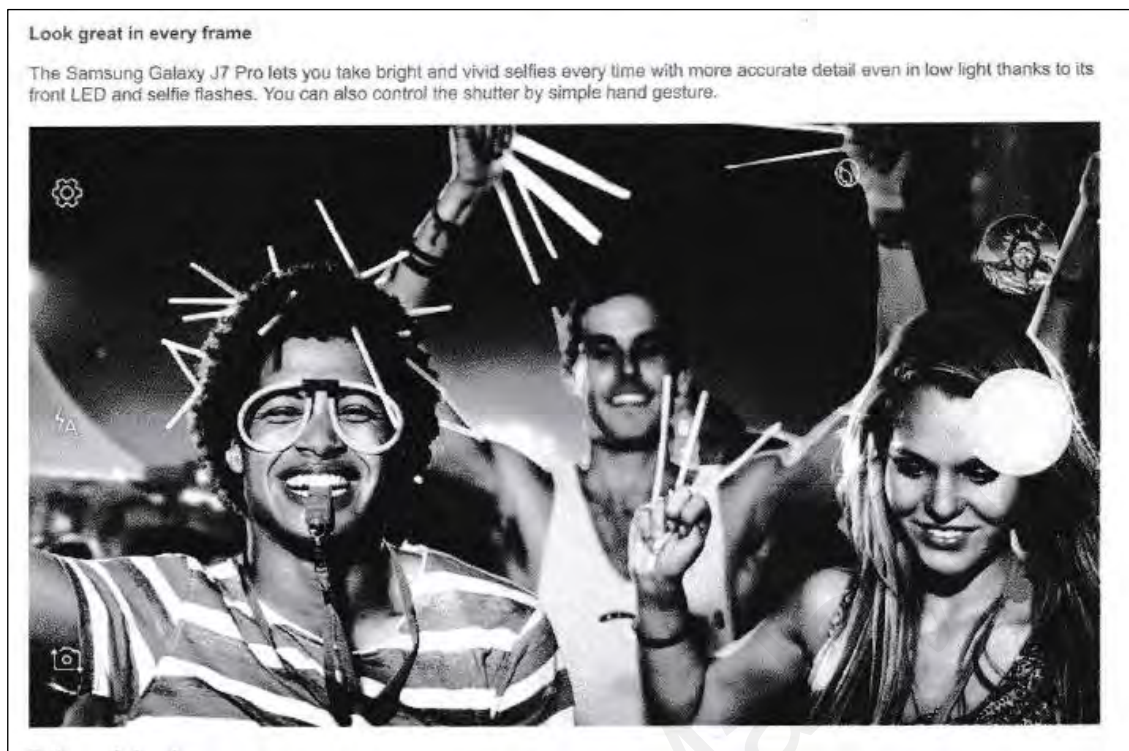 Look great in every frame
The Samsung Galaxy J7 Pro lets you take bright and vivid selfies every time with more accurate detail even in low light thanks to its
front LED and selfie flashes. You can also control the shutter by simple hand gesture.
A